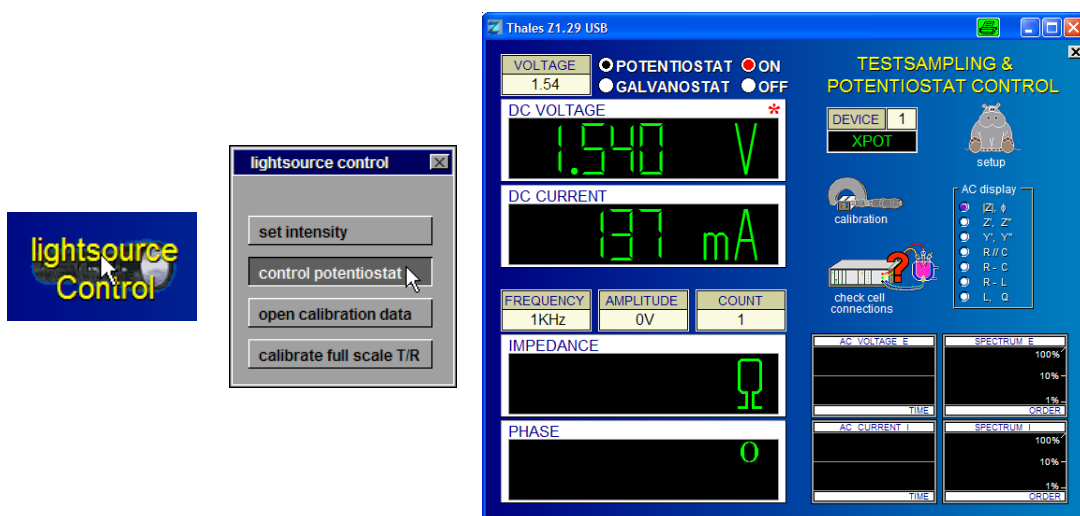 lightsource
Control
lightsource control
set intensity
control potentiostat
open calibration data
calibrate full scale T/R
Thales Z1.29 USB
VOLTAGE
1.54
POTENTIOSTAT ON
GALVANOSTAT OFF
DC VOLTAGE *
1.540 V
DC CURRENT
137 mA
FREQUENCY AMPLITUDE COUNT
1KHz 0V 1
IMPEDANCE
Ω
PHASE
o
TESTSAMPLING &
POTENTIOSTAT CONTROL
DEVICE 1
XPOT
setup
calibration
check cell
connections
AC display
|Z|, ϕ
Z', Z"
Y', Y"
R // C
R - C
R - L
L, Q
AC VOLTAGE E
TIME
SPECTRUM E
100%
10%
1%
ORDER
AC CURRENT I
TIME
SPECTRUM I
100%
10%
1%
ORDER